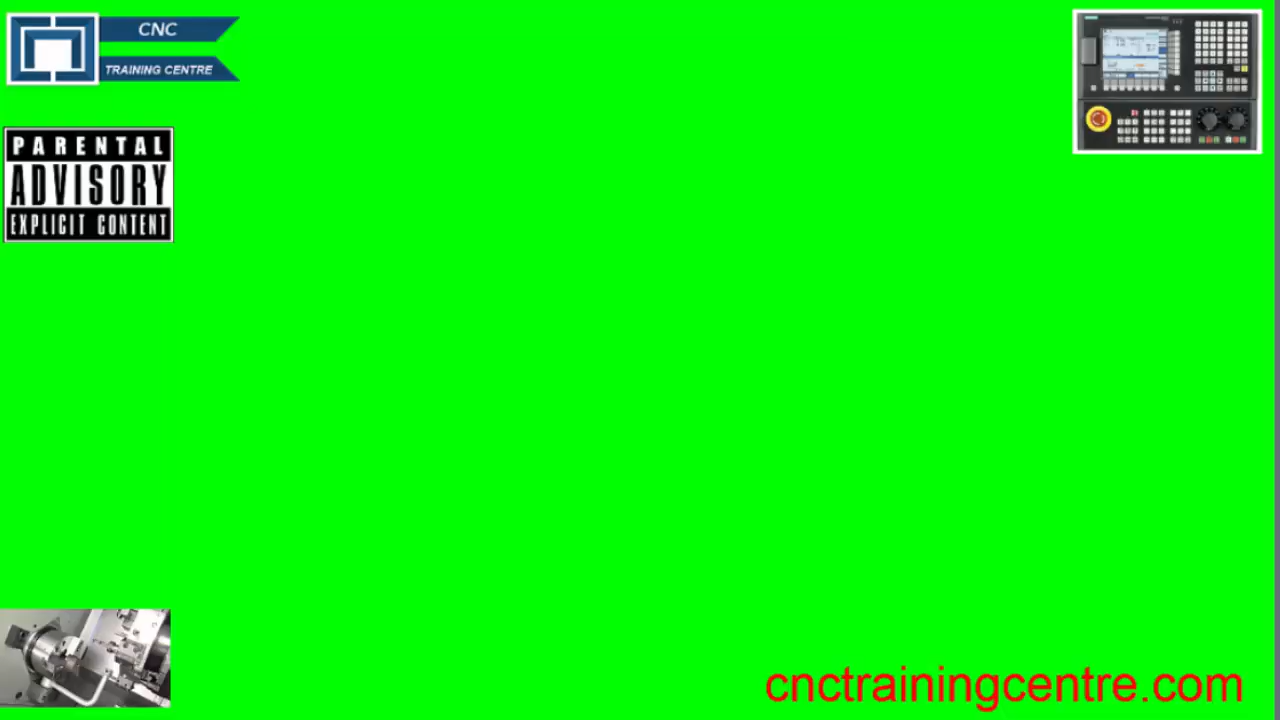 CNC
TRAINING CENTRE
PARENTAL
ADVISORY
EXPLICIT CONTENT
cnctrainingcentre.com